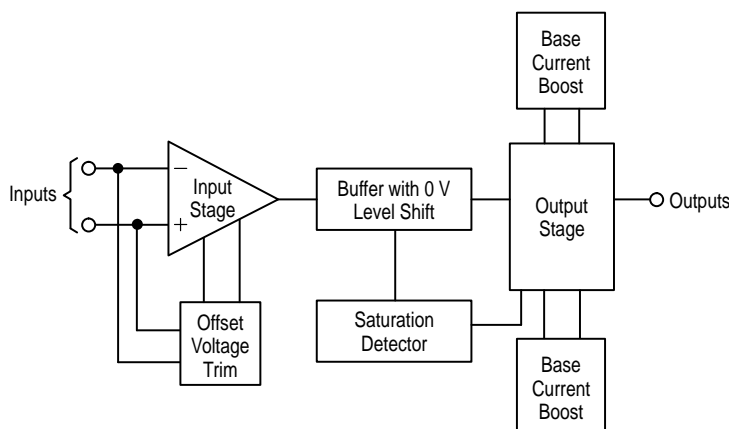 Base
Current
Boost
Inputs
−
+
Input
Stage
Buffer with 0 V
Level Shift
Output
Stage
Outputs
Offset
Voltage
Trim
Saturation
Detector
Base
Current
Boost